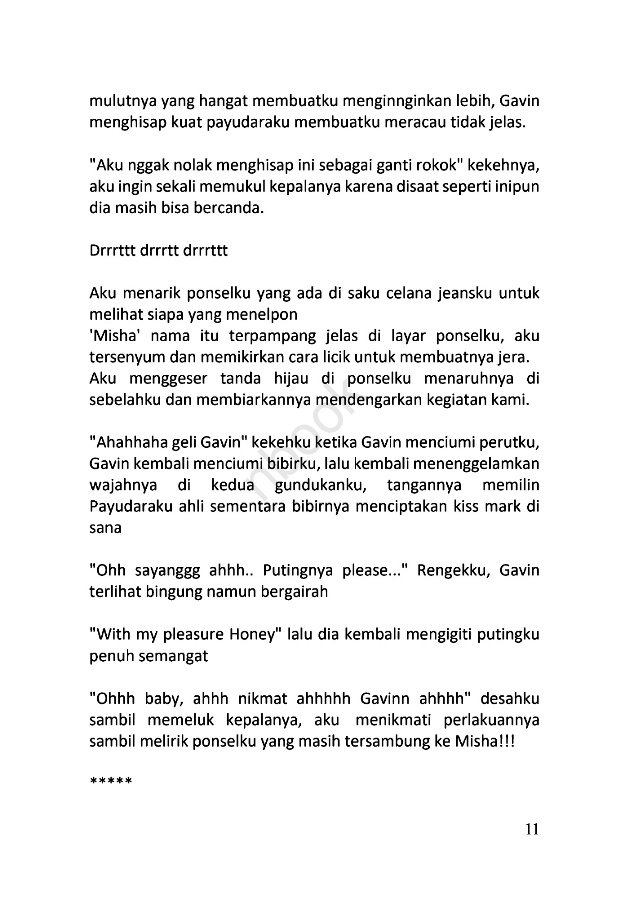 mulutnya yang hangat membuatku menginnginkan lebih, Gavin
menghisap kuat payudaraku membuatku meracau tidak jelas.
"Aku nggak nolak menghisap ini sebagai ganti rokok" kekehnya,
aku ingin sekali memukul kepalanya karena disaat seperti inipun
dia masih bisa bercanda.
Drrrttt drrrtt drrrttt
Aku menarik ponselku yang ada di saku celana jeansku untuk
melihat siapa yang menelpon
'Misha' nama itu terpampang jelas di layar ponselku, aku
tersenyum dan memikirkan cara licik untuk membuatnya jera.
Aku menggeser tanda hijau di ponselku menaruhnya di
sebelahku dan membiarkannya mendengarkan kegiatan kami.
"Ahahhaha geli Gavin" kekehku ketika Gavin menciumi perutku,
Gavin kembali menciumi bibirku, lalu kembali menenggelamkan
wajahnya di kedua gundukanku, tangannya memilin
Payudaraku ahli sementara bibirnya menciptakan kiss mark di
sana
"Ohh sayanggg ahhh.. Putingnya please..." Rengekku, Gavin
terlihat bingung namun bergairah
"With my pleasure Honey" lalu dia kembali mengigiti putingku
penuh semangat
"Ohhh baby, ahhh nikmat ahhhhh Gavinn ahhhh" desahku
sambil memeluk kepalanya, aku menikmati perlakuannya
sambil melirik ponselku yang masih tersambung ke Misha!!!
*****
11
nbook